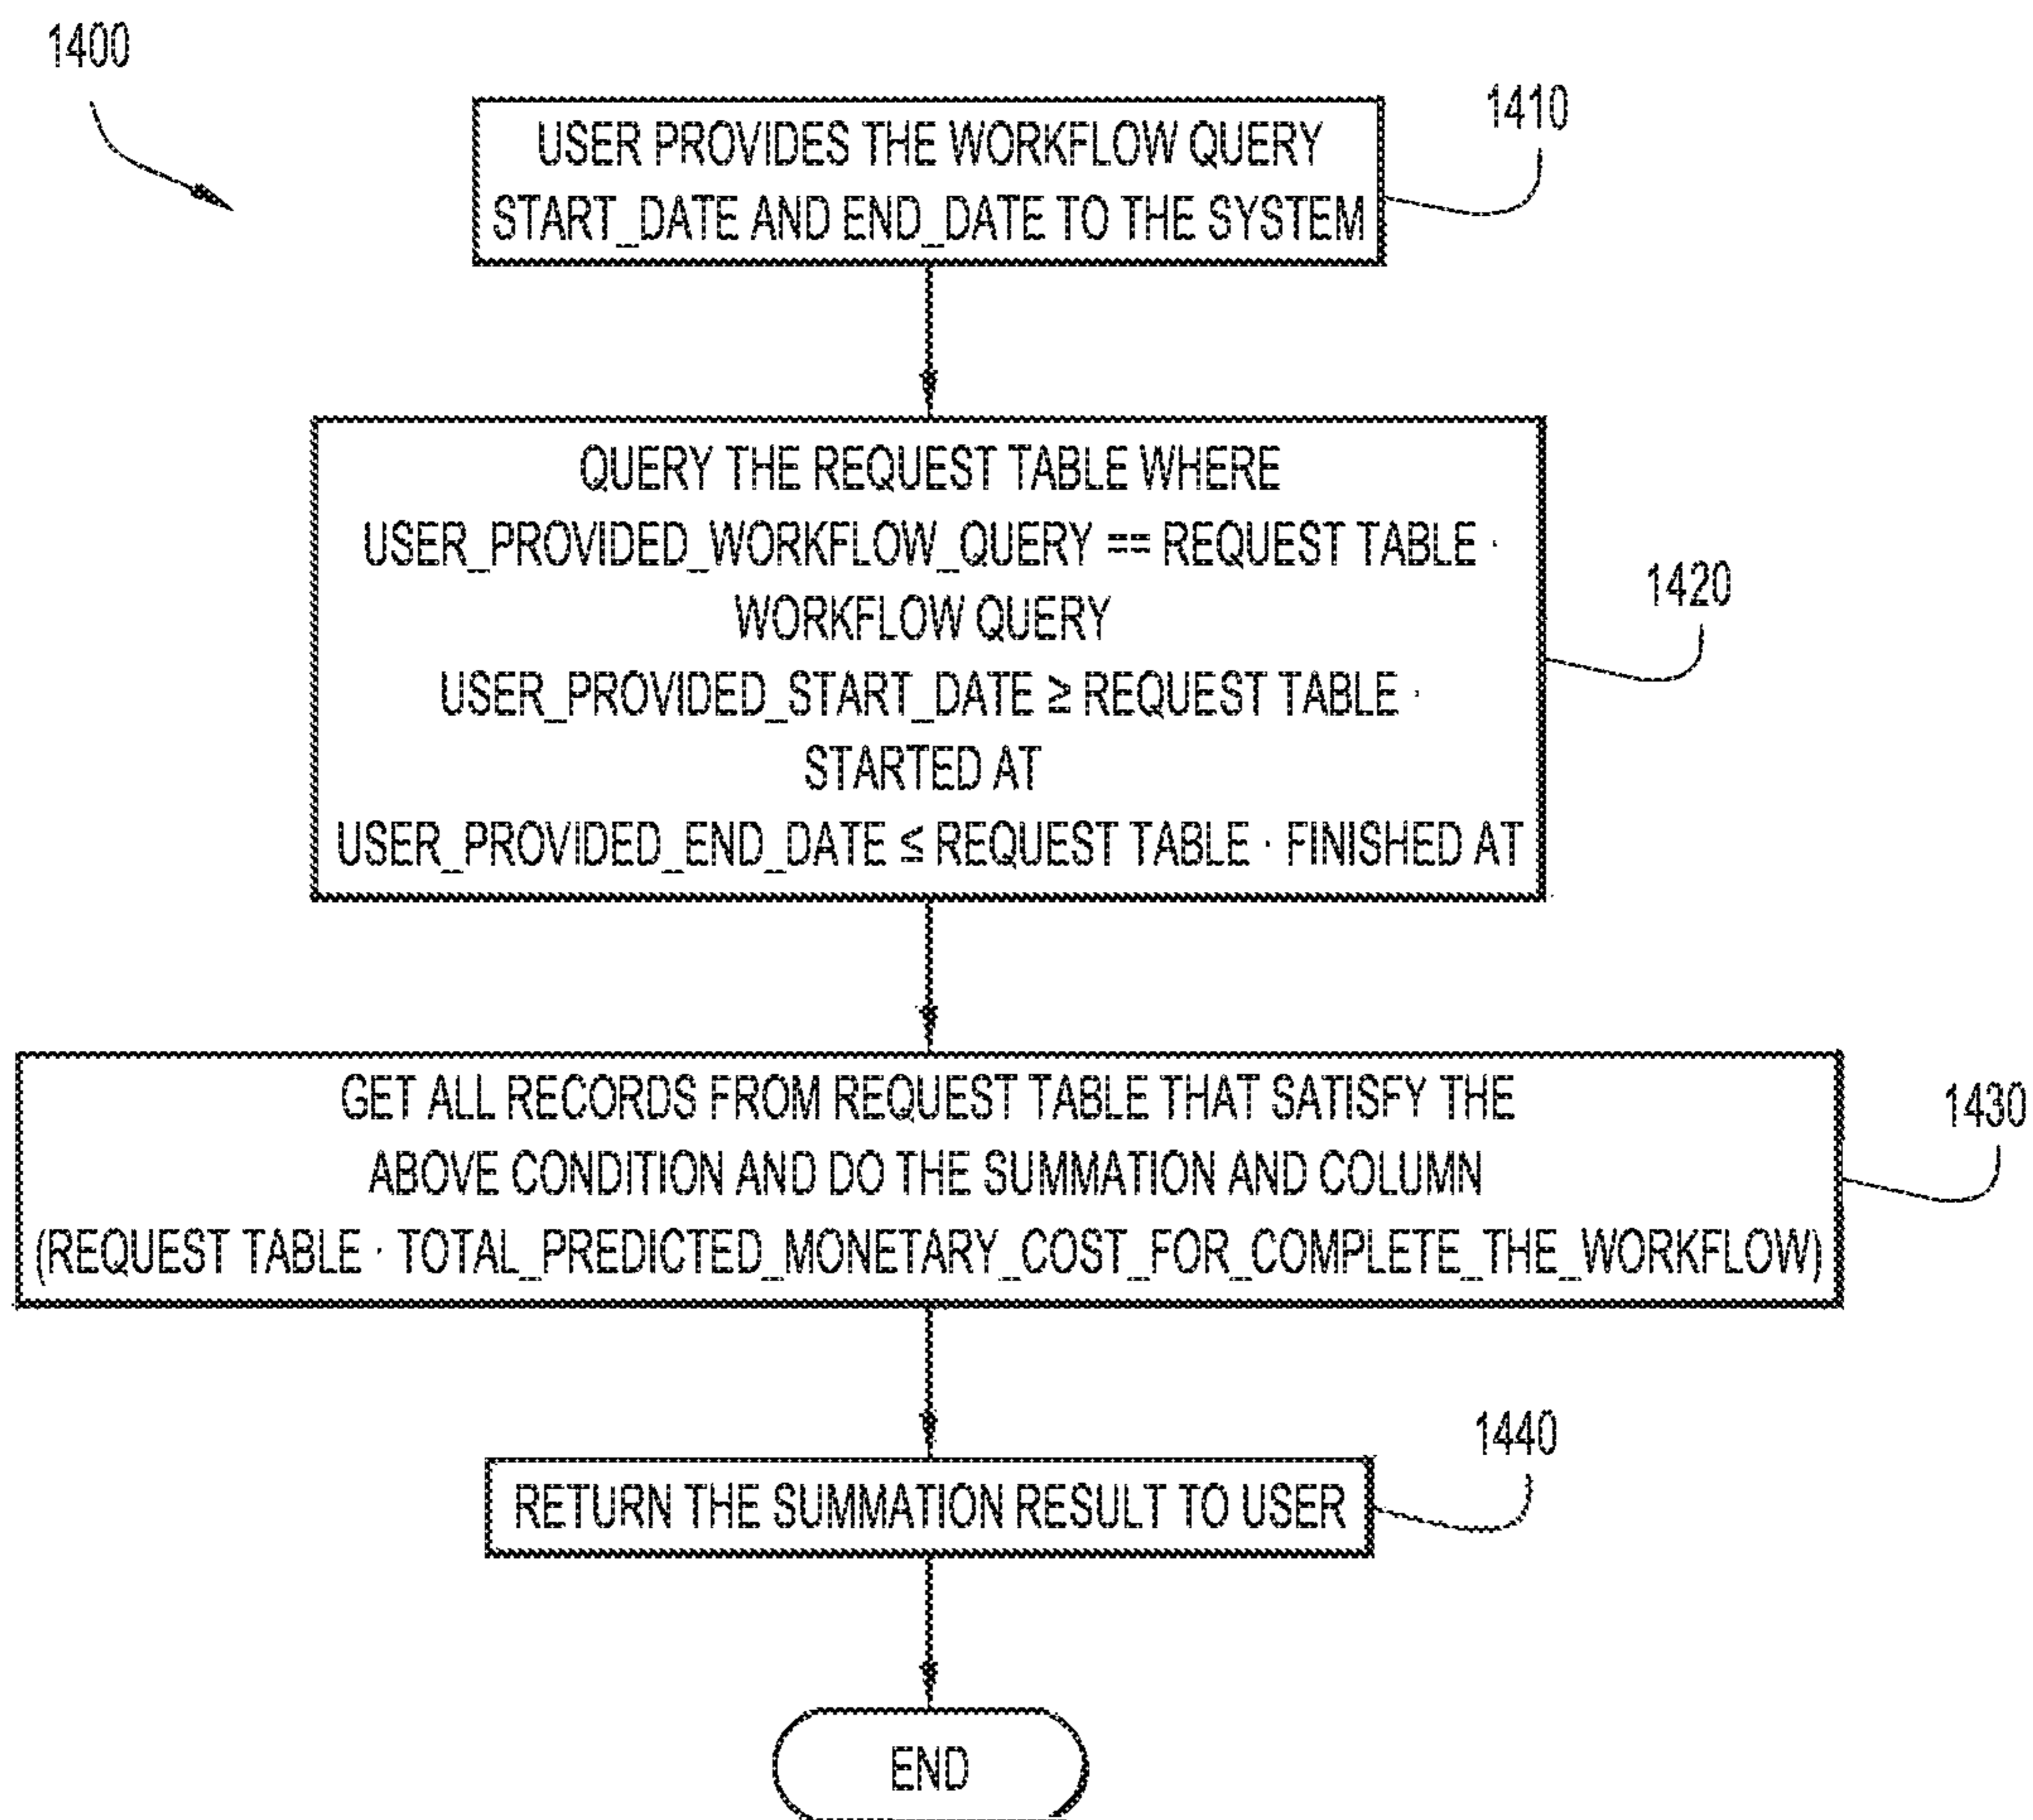 1400
1410
USER PROVIDES THE WORKFLOW QUERY
START_DATE AND END_DATE TO THE SYSTEM
QUERY THE REQUEST TABLE WHERE
USER_PROVIDED_WORKFLOW_QUERY == REQUEST TABLE ·
WORKFLOW QUERY
1420
USER_PROVIDED_START_DATE ≥ REQUEST TABLE ·
STARTED AT
USER_PROVIDED_END_DATE ≤ REQUEST TABLE · FINISHED AT
GET ALL RECORDS FROM REQUEST TABLE THAT SATISFY THE
1430
ABOVE CONDITION AND DO THE SUMMATION AND COLUMN
(REQUEST TABLE · TOTAL_PREDICTED_MONETARY_COST_FOR_COMPLETE_THE_WORKFLOW)
1440
RETURN THE SUMMATION RESULT TO USER
END